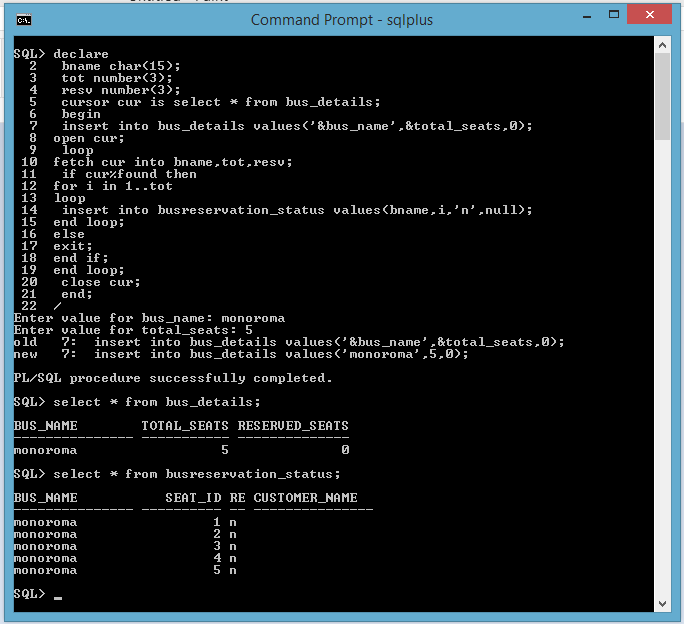 Command Prompt - sqlplus
SQL> declare
2 bname char(15);
3 tot number(3);
4 resv number(3);
5 cursor cur is select * from bus_details;
6 begin
7 insert into bus_details values('&bus_name',&total_seats,0);
8 open cur;
9 loop
10 fetch cur into bname,tot,resv;
11 if cur%found then
12 for i in 1..tot
13 loop
14 insert into busreservation_status values(bname,i,'n',null);
15 end loop;
16 else
17 exit;
18 end if;
19 end loop;
20 close cur;
21 end;
22 /
Enter value for bus_name: monoroma
Enter value for total_seats: 5
old 7: insert into bus_details values('&bus_name',&total_seats,0);
new 7: insert into bus_details values('monoroma',5,0);
PL/SQL procedure successfully completed.
SQL> select * from bus_details;
BUS_NAME TOTAL_SEATS RESERVED_SEATS
--------------- ----------- --------------
monoroma 5 0
SQL> select * from busreservation_status;
BUS_NAME SEAT_ID RE CUSTOMER_NAME
--------------- ---------- -- ---------------
monoroma 1 n
monoroma 2 n
monoroma 3 n
monoroma 4 n
monoroma 5 n
SQL> _